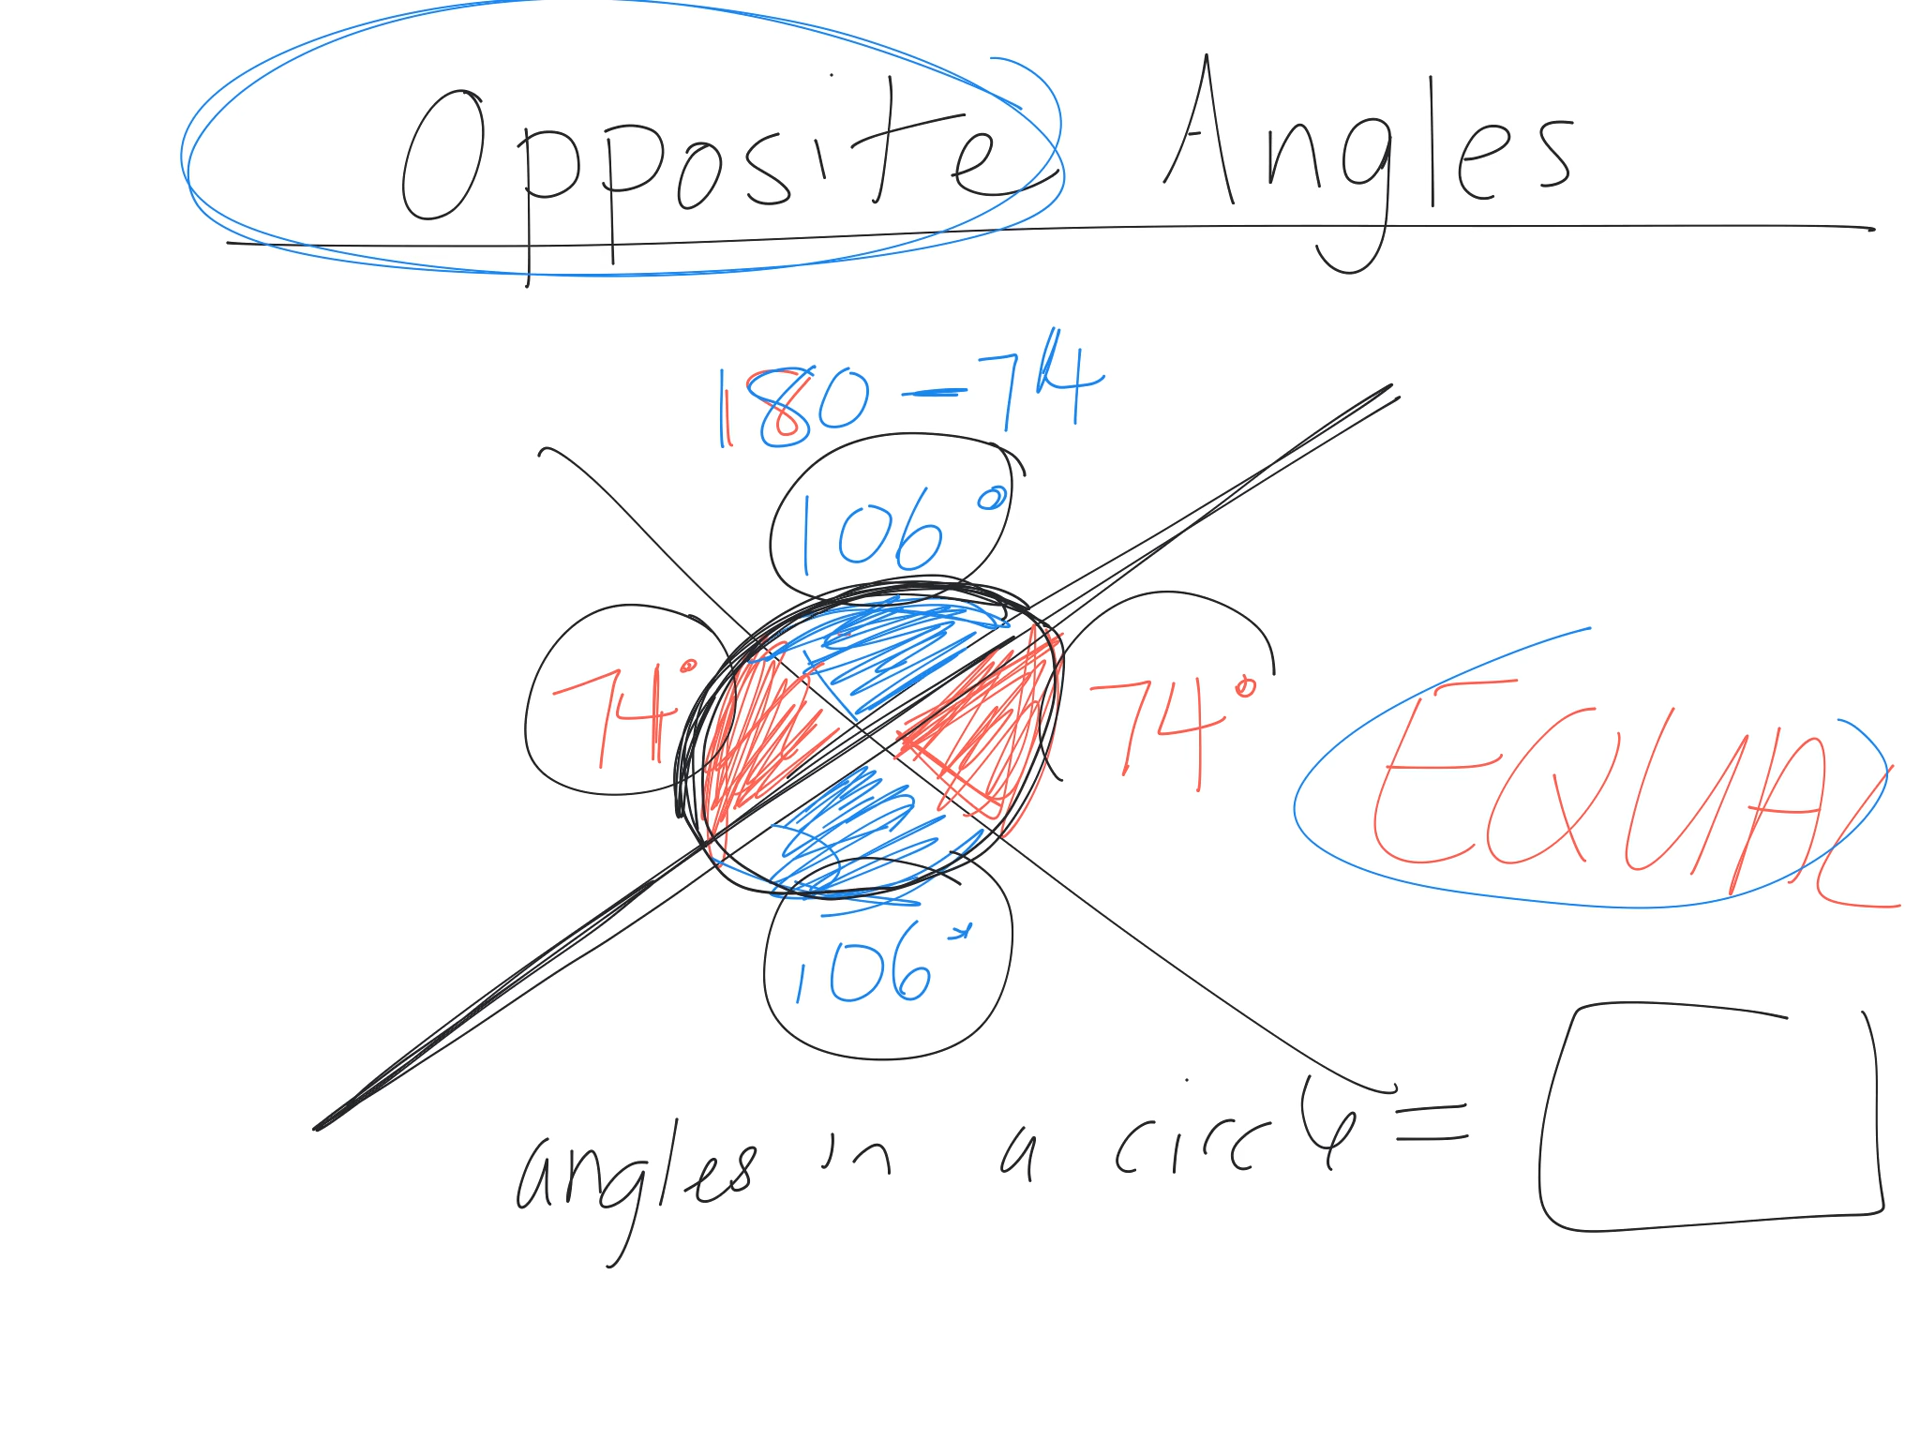 Opposite Angles
180 - 74
106°
74° 74° EQUAL
106°
angles in a circle =